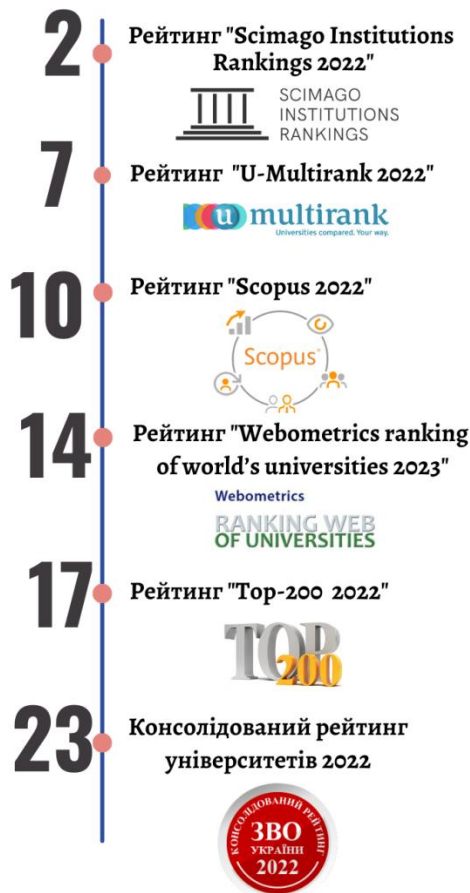 2
Рейтинг "Scimago Institutions
Rankings 2022"
SCIMAGO
INSTITUTIONS
RANKINGS
7
Рейтинг "U-Multirank 2022"
u multirank
Universities compared. Your way.
10
Рейтинг "Scopus 2022"
Scopus®
14
Рейтинг "Webometrics ranking
of world’s universities 2023"
Webometrics
RANKING WEB
OF UNIVERSITIES
17
Рейтинг "Top-200 2022"
TOP
200
23
Консолідований рейтинг
університетів 2022
КОНСОЛІДОВАНИЙ РЕЙТИНГ
ЗВО
УКРАЇНИ
2022